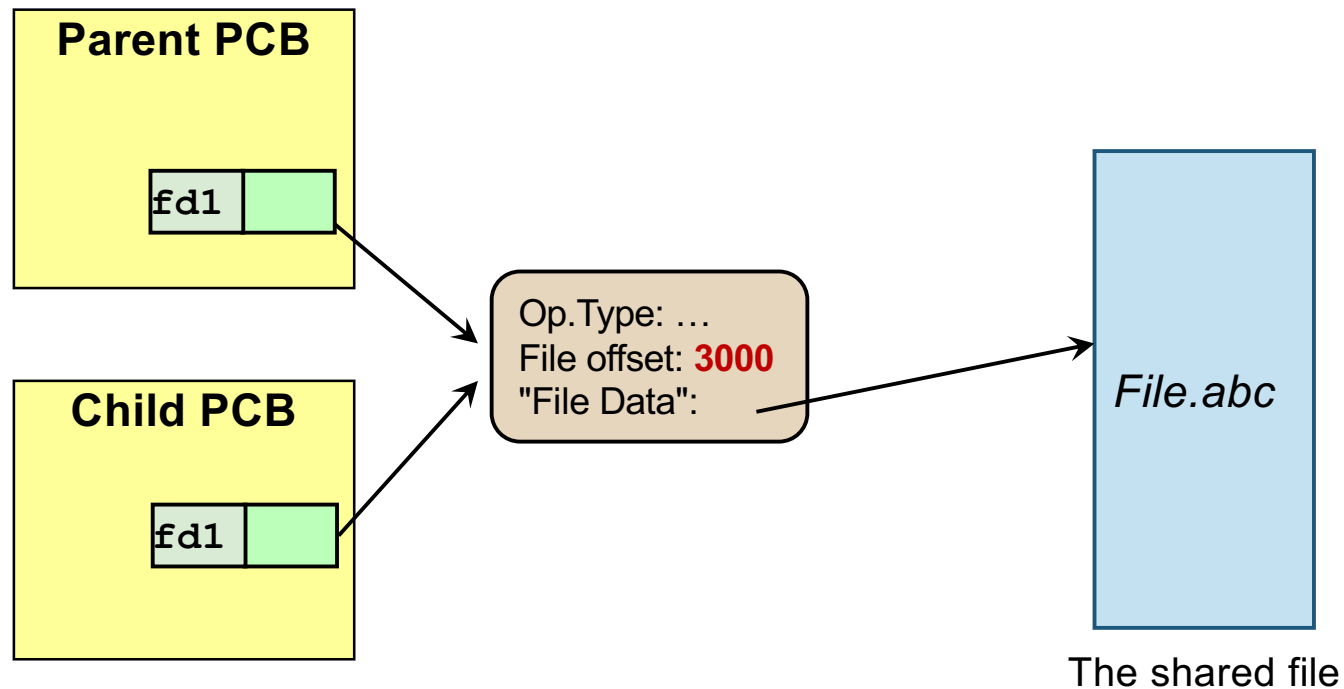 Parent PCB
fd1
Op.Type: …
File offset: 3000
"File Data":
File.abc
Child PCB
fd1
The shared file